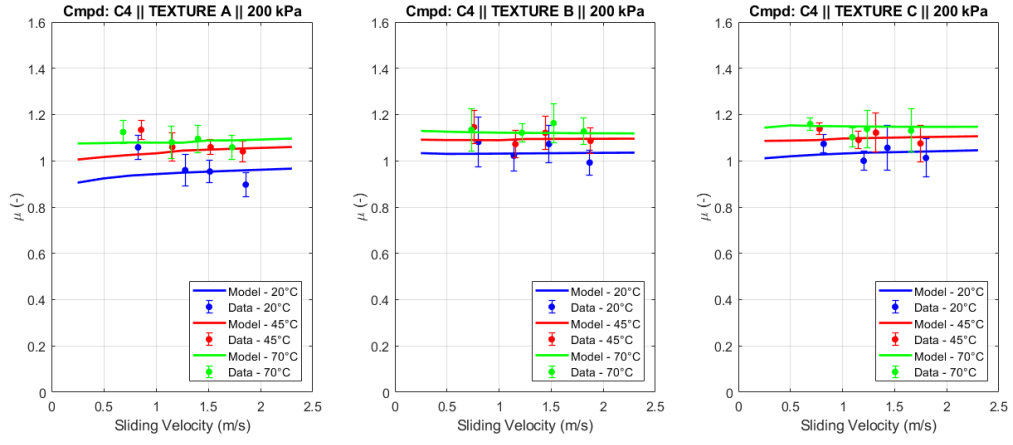 Cmpd: C4 || TEXTURE A || 200 kPa
1.6
1.4
1.2
1
0.8
0.6
0.4
0.2
0
μ (-)
0
0.5
1
1.5
2
2.5
Sliding Velocity (m/s)
Model - 20°C
Data - 20°C
Model - 45°C
Data - 45°C
Model - 70°C
Data - 70°C
Cmpd: C4 || TEXTURE B || 200 kPa
1.6
1.4
1.2
1
0.8
0.6
0.4
0.2
0
μ (-)
0
0.5
1
1.5
2
2.5
Sliding Velocity (m/s)
Model - 20°C
Data - 20°C
Model - 45°C
Data - 45°C
Model - 70°C
Data - 70°C
Cmpd: C4 || TEXTURE C || 200 kPa
1.6
1.4
1.2
1
0.8
0.6
0.4
0.2
0
μ (-)
0
0.5
1
1.5
2
2.5
Sliding Velocity (m/s)
Model - 20°C
Data - 20°C
Model - 45°C
Data - 45°C
Model - 70°C
Data - 70°C